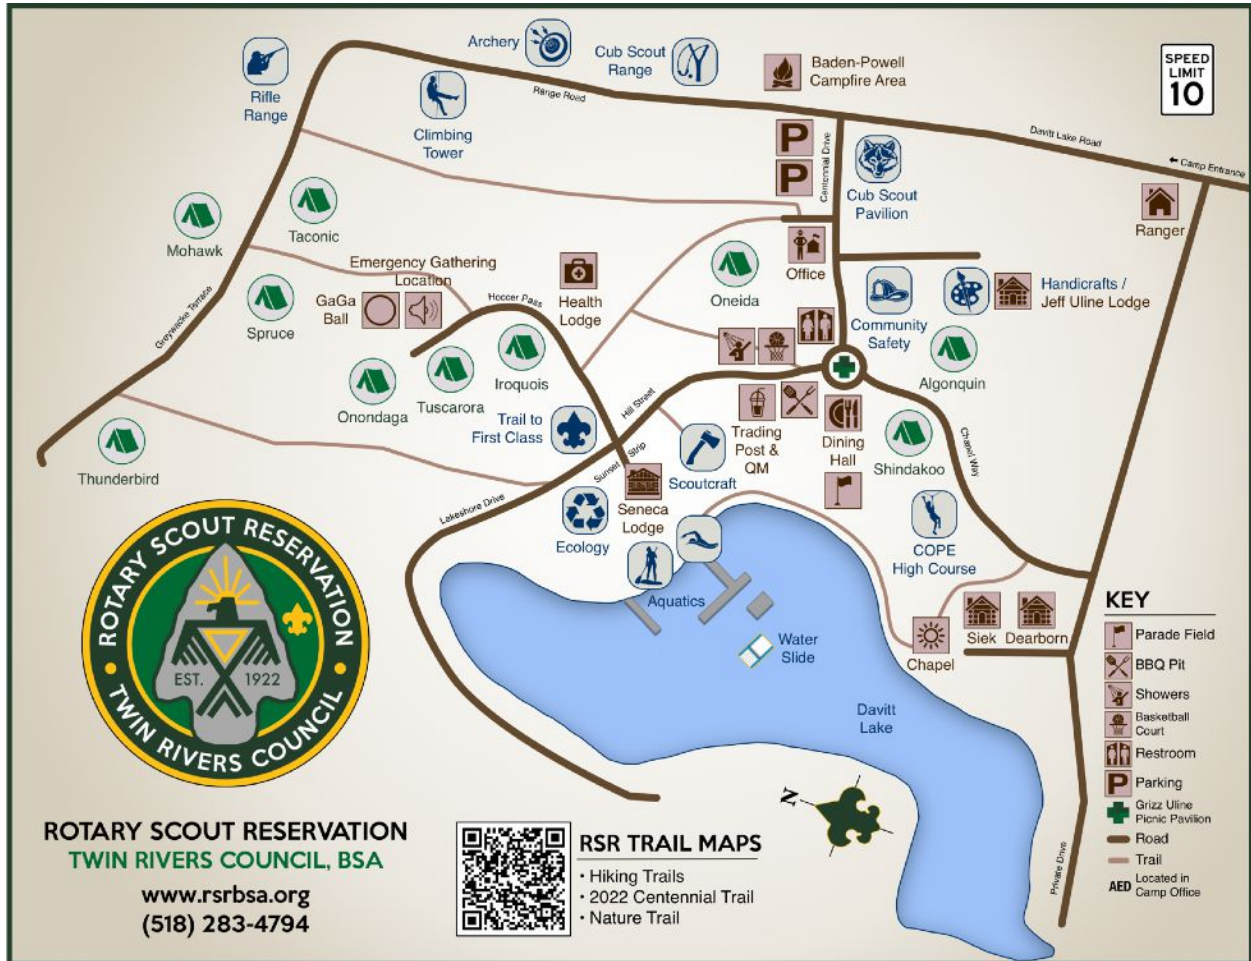 Archery
Cub Scout
Range
Baden-Powell
Campfire Area
SPEED
LIMIT
10
Rifle
Range
Range Road
Climbing
Tower
Davitt Lake Road
← Camp Entrance
P
P
Centennial Drive
Cub Scout
Pavilion
Ranger
Mohawk
Taconic
Emergency Gathering
Location
GaGa
Ball
Hoccer Pass
Health
Lodge
Oneida
Office
Handicrafts /
Jeff Uline Lodge
Community
Safety
Greywacke Terrace
Spruce
Iroquois
Tuscarora
Onondaga
Algonquin
Trail to
First Class
Hill Street
Trading
Post &
QM
Dining
Hall
Shindakoo
Chapel Way
Thunderbird
Sunset Strip
Scoutcraft
Lakeshore Drive
Seneca
Lodge
Ecology
COPE
High Course
Aquatics
Water
Slide
Chapel
Siek
Dearborn
Davitt
Lake
Private Drive
N
ROTARY SCOUT RESERVATION
EST. 1922
TWIN RIVERS COUNCIL
ROTARY SCOUT RESERVATION
TWIN RIVERS COUNCIL, BSA
www.rsrbsa.org
(518) 283-4794
RSR TRAIL MAPS
• Hiking Trails
• 2022 Centennial Trail
• Nature Trail
KEY
Parade Field
BBQ Pit
Showers
Basketball
Court
Restroom
P Parking
Grizz Uline
Picnic Pavilion
Road
Trail
AED Located in
Camp Office